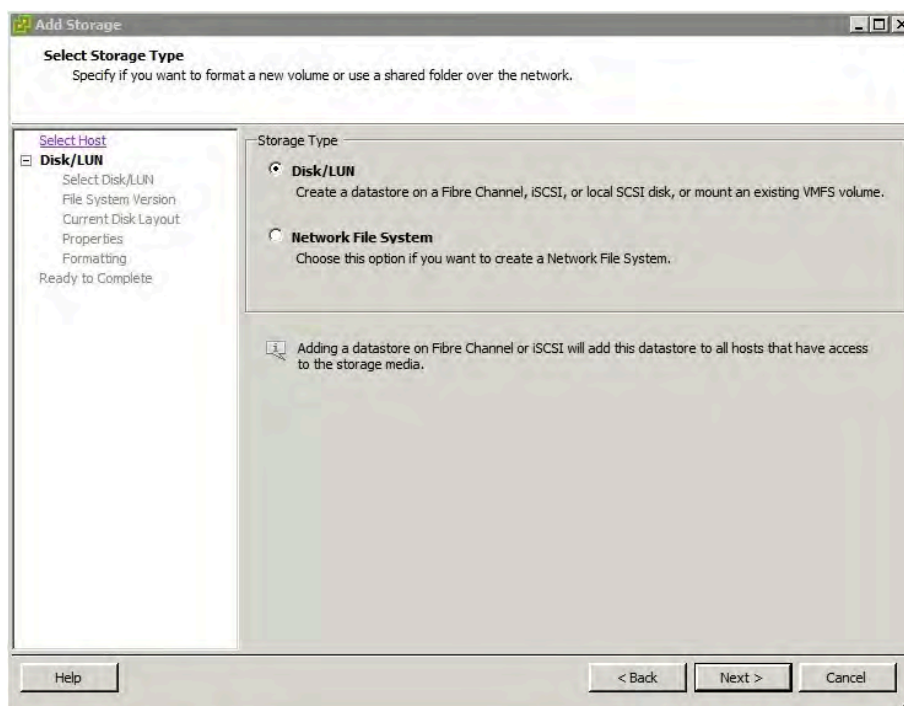 Add Storage
Select Storage Type
Specify if you want to format a new volume or use a shared folder over the network.
Select Host
Disk/LUN
Select Disk/LUN
File System Version
Current Disk Layout
Properties
Formatting
Ready to Complete
Storage Type
Disk/LUN
Create a datastore on a Fibre Channel, iSCSI, or local SCSI disk, or mount an existing VMFS volume.
Network File System
Choose this option if you want to create a Network File System.
Adding a datastore on Fibre Channel or iSCSI will add this datastore to all hosts that have access
to the storage media.
Help
< Back
Next >
Cancel